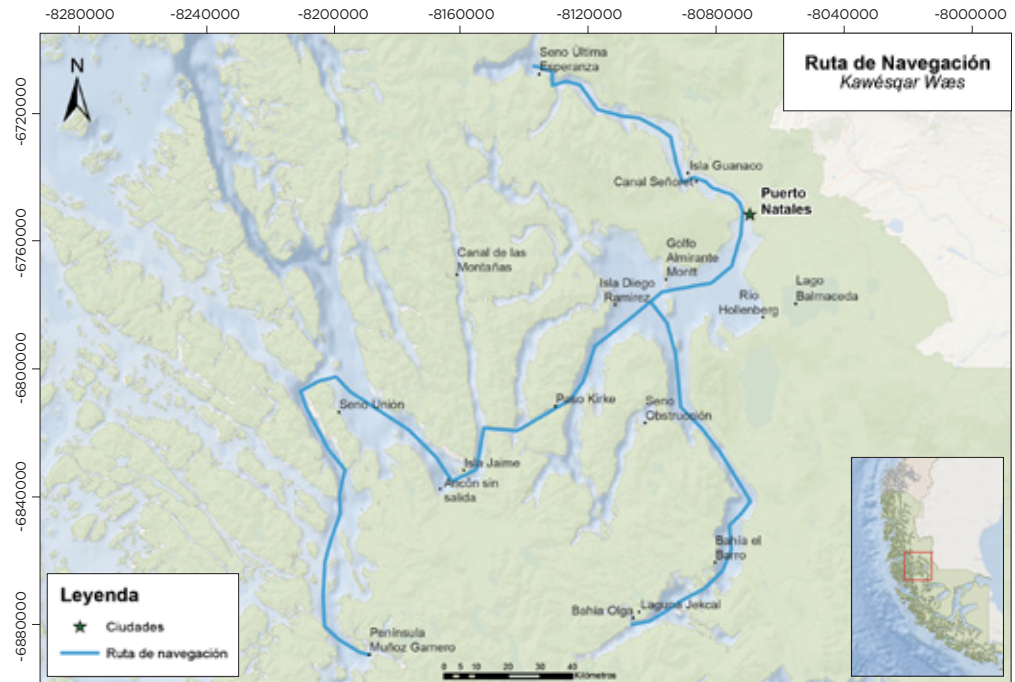 -8280000 -8240000 -8200000 -8160000 -8120000 -8080000 -8040000 -8000000
Ruta de Navegación
Kawésqar Wæs
N
Seno Última
Esperanza
-6720000
Isla Guanaco
Canal Señoret
Puerto
Natales
-6760000
Golfo
Almirante
Montt
Canal de las
Montañas
Isla Diego
Ramírez
Lago
Balmaceda
Río
Hollenberg
-6800000
Seno Unión
Paso Kirke
Seno
Obstrucción
Isla Jaime
Ancón sin
salida
-6840000
Bahía el
Barro
Bahía Olga
Laguna Jekcal
-6880000
Península
Muñoz Gamero
Leyenda
Ciudades
Ruta de navegación
0 5 10 20 30 40
Kilómetros